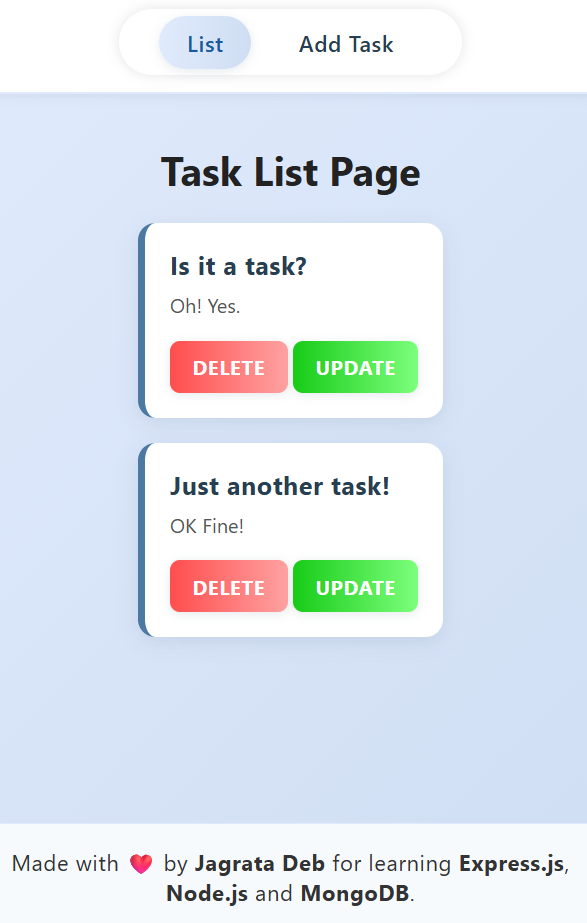 List Add Task
Task List Page
Is it a task?
Oh! Yes.
DELETE UPDATE
Just another task!
OK Fine!
DELETE UPDATE
Made with ❤️ by Jagrata Deb for learning Express.js,
Node.js and MongoDB.